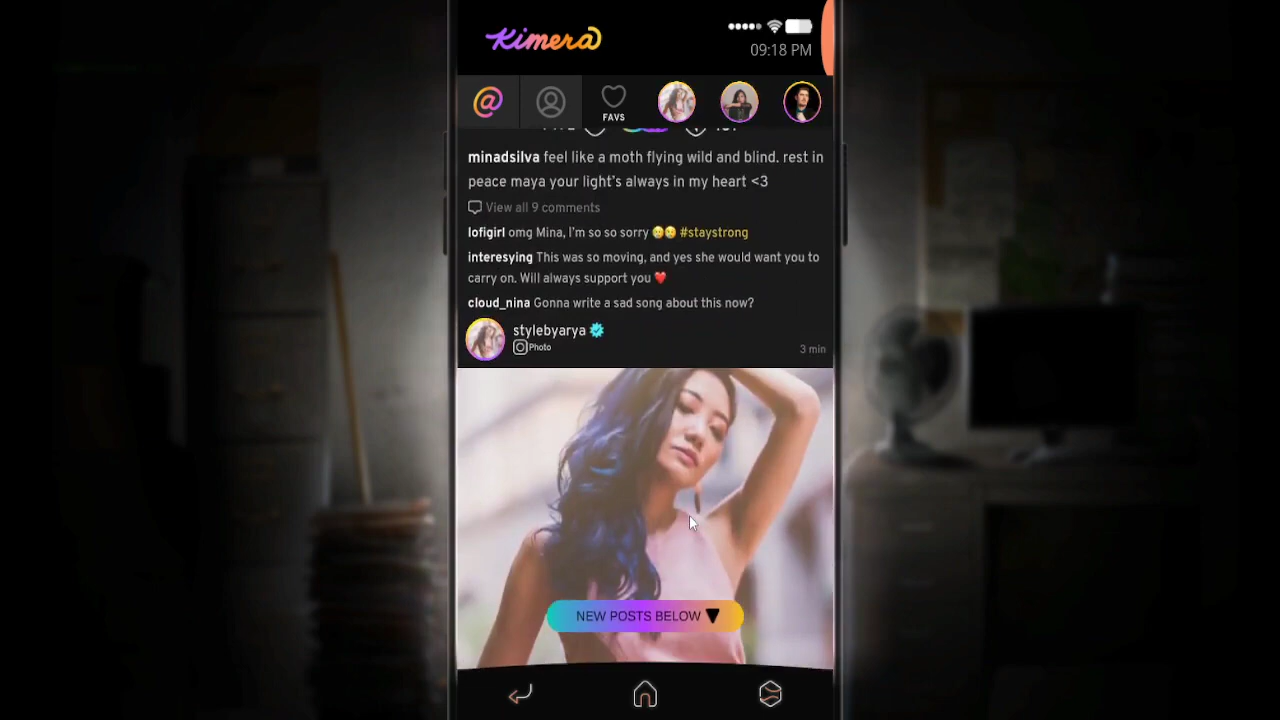 Kimera
09:18 PM
FAVS
minadsilva feel like a moth flying wild and blind. rest in
peace maya your light's always in my heart <3
View all 9 comments
lofigirl omg Mina, I'm so so sorry 🥺😢 #staystrong
interesying This was so moving, and yes she would want you to
carry on. Will always support you ❤️
cloud_nina Gonna write a sad song about this now?
stylebyarya
Photo
3 min
NEW POSTS BELOW ▼